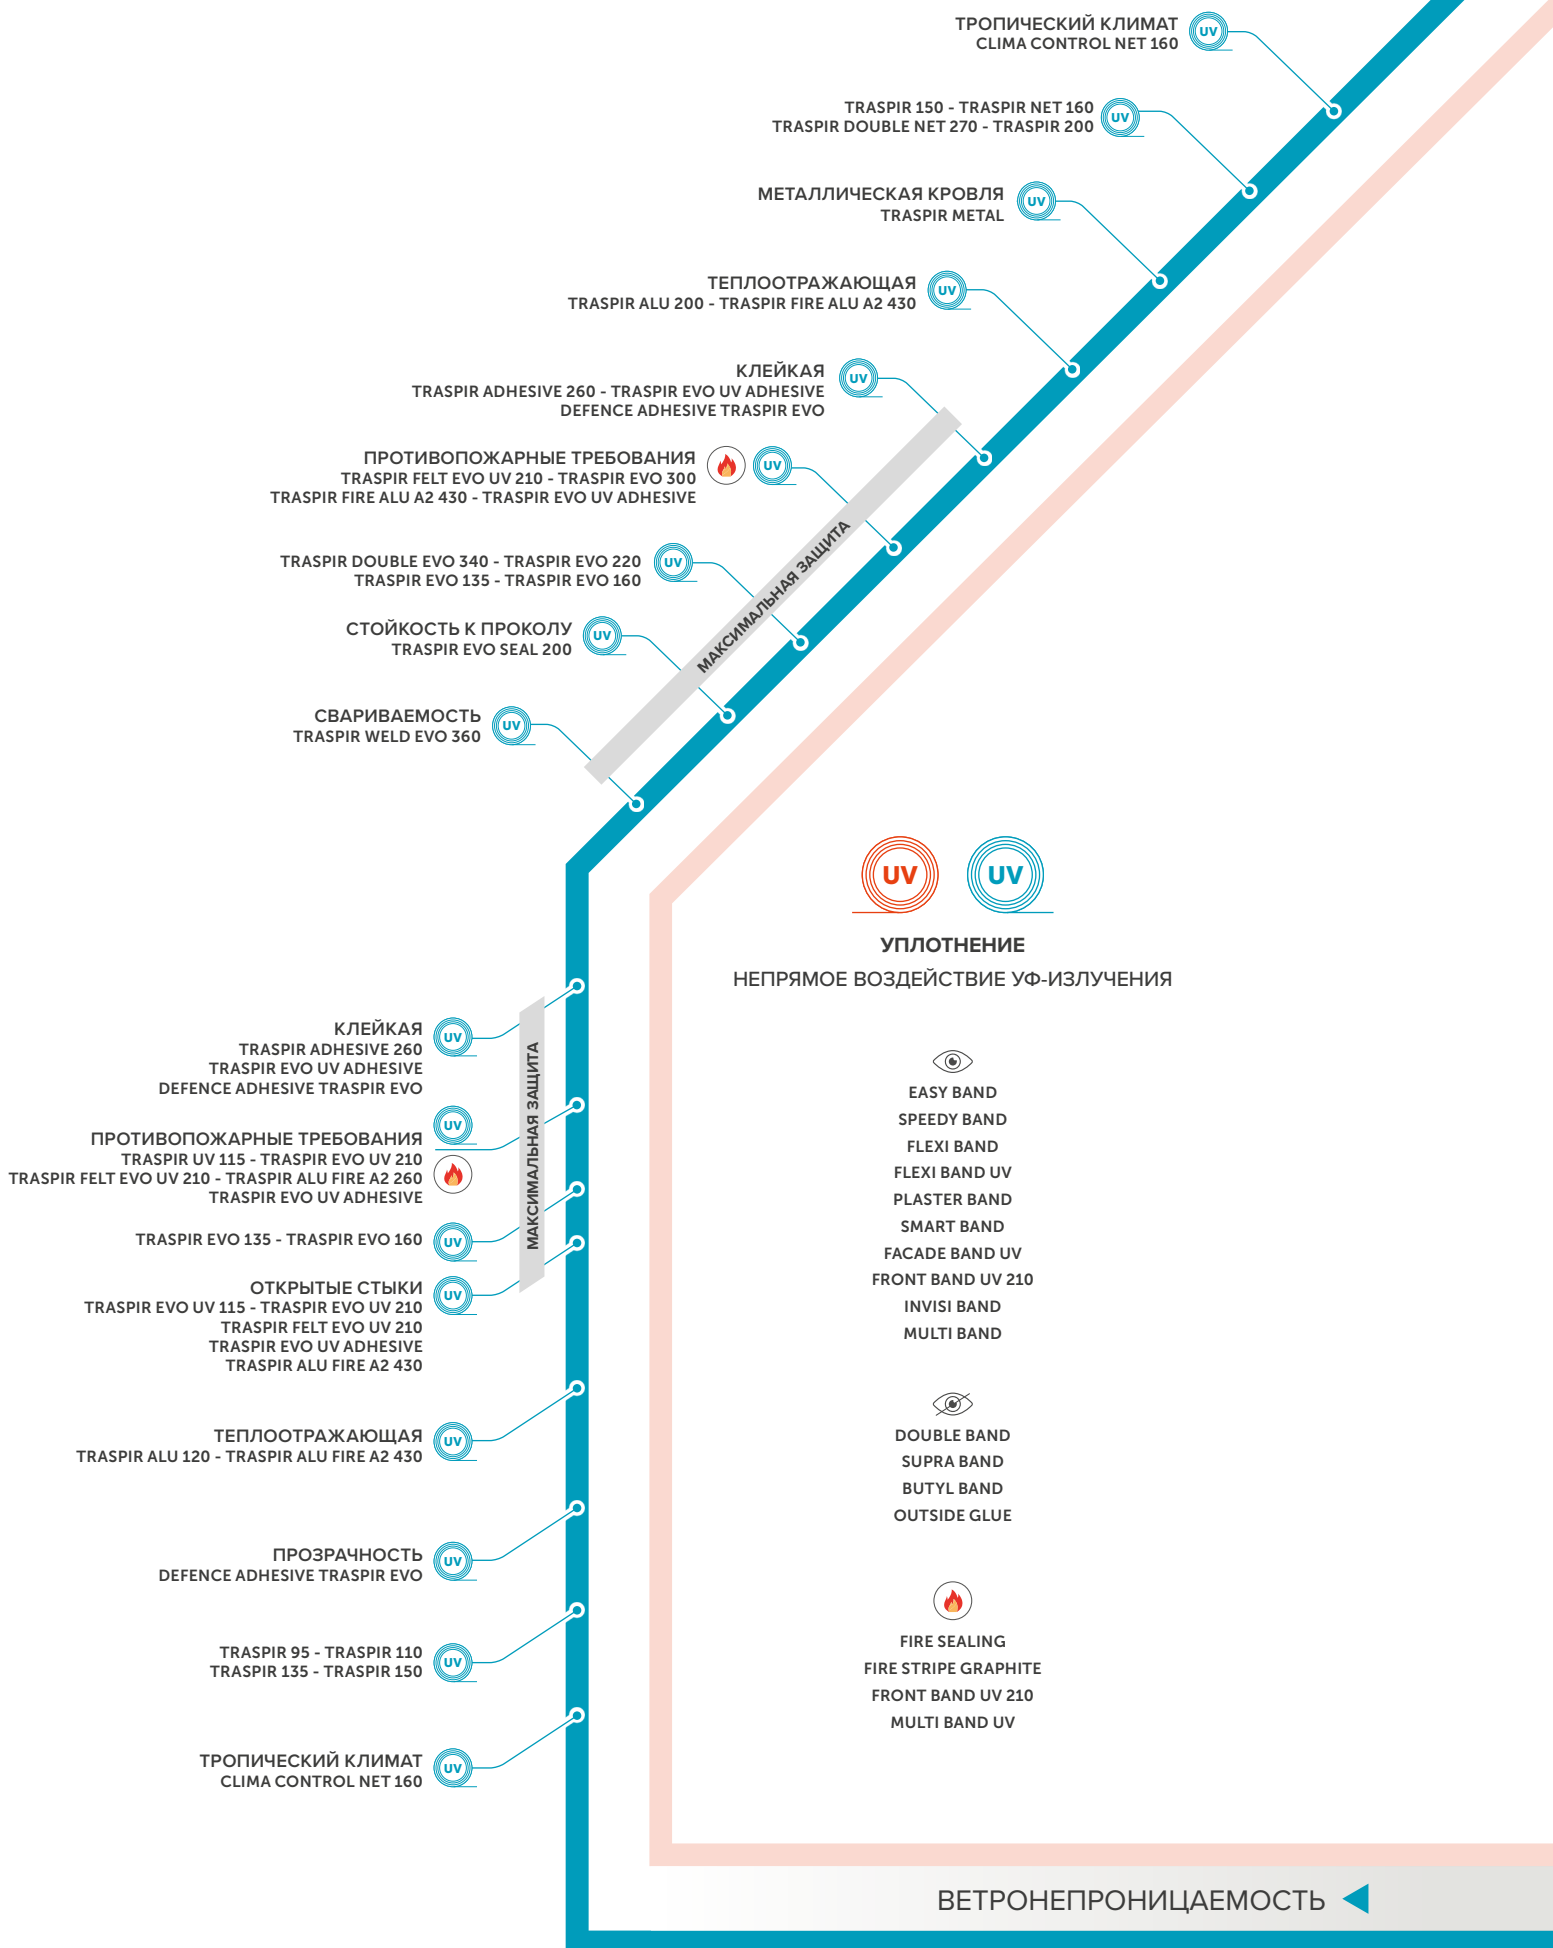 ТРОПИЧЕСКИЙ КЛИМАТ
CLIMA CONTROL NET 160
UV
TRASPIR 150 - TRASPIR NET 160
TRASPIR DOUBLE NET 270 - TRASPIR 200
UV
МЕТАЛЛИЧЕСКАЯ КРОВЛЯ
TRASPIR METAL
UV
ТЕПЛООТРАЖАЮЩАЯ
TRASPIR ALU 200 - TRASPIR FIRE ALU A2 430
UV
КЛЕЙКАЯ
TRASPIR ADHESIVE 260 - TRASPIR EVO UV ADHESIVE
DEFENCE ADHESIVE TRASPIR EVO
UV
ПРОТИВОПОЖАРНЫЕ ТРЕБОВАНИЯ
TRASPIR FELT EVO UV 210 - TRASPIR EVO 300
TRASPIR FIRE ALU A2 430 - TRASPIR EVO UV ADHESIVE
UV
TRASPIR DOUBLE EVO 340 - TRASPIR EVO 220
TRASPIR EVO 135 - TRASPIR EVO 160
UV
МАКСИМАЛЬНАЯ ЗАЩИТА
СТОЙКОСТЬ К ПРОКОЛУ
TRASPIR EVO SEAL 200
UV
СВАРИВАЕМОСТЬ
TRASPIR WELD EVO 360
UV
UV
UV
УПЛОТНЕНИЕ
НЕПРЯМОЕ ВОЗДЕЙСТВИЕ УФ-ИЗЛУЧЕНИЯ
EASY BAND
SPEEDY BAND
FLEXI BAND
FLEXI BAND UV
PLASTER BAND
SMART BAND
FACADE BAND UV
FRONT BAND UV 210
INVISI BAND
MULTI BAND
DOUBLE BAND
SUPRA BAND
BUTYL BAND
OUTSIDE GLUE
FIRE SEALING
FIRE STRIPE GRAPHITE
FRONT BAND UV 210
MULTI BAND UV
КЛЕЙКАЯ
TRASPIR ADHESIVE 260
TRASPIR EVO UV ADHESIVE
DEFENCE ADHESIVE TRASPIR EVO
UV
МАКСИМАЛЬНАЯ ЗАЩИТА
ПРОТИВОПОЖАРНЫЕ ТРЕБОВАНИЯ
TRASPIR UV 115 - TRASPIR EVO UV 210
TRASPIR FELT EVO UV 210 - TRASPIR ALU FIRE A2 260
TRASPIR EVO UV ADHESIVE
UV
TRASPIR EVO 135 - TRASPIR EVO 160
UV
ОТКРЫТЫЕ СТЫКИ
TRASPIR EVO UV 115 - TRASPIR EVO UV 210
TRASPIR FELT EVO UV 210
TRASPIR EVO UV ADHESIVE
TRASPIR ALU FIRE A2 430
UV
ТЕПЛООТРАЖАЮЩАЯ
TRASPIR ALU 120 - TRASPIR ALU FIRE A2 430
UV
ПРОЗРАЧНОСТЬ
DEFENCE ADHESIVE TRASPIR EVO
UV
TRASPIR 95 - TRASPIR 110
TRASPIR 135 - TRASPIR 150
UV
ТРОПИЧЕСКИЙ КЛИМАТ
CLIMA CONTROL NET 160
UV
ВЕТРОНЕПРОНИЦАЕМОСТЬ